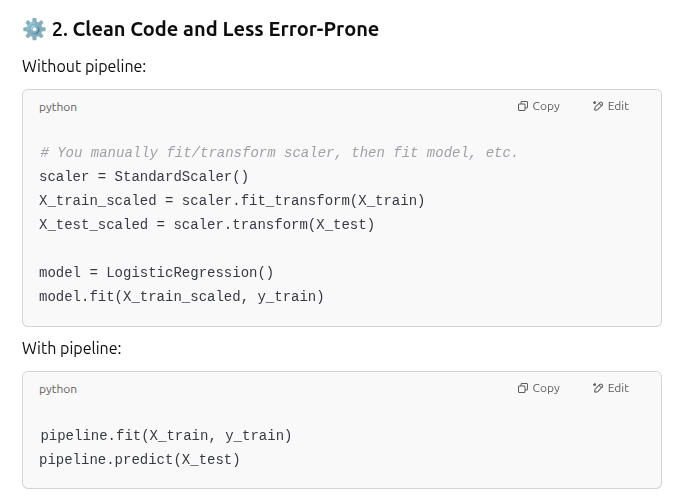 ⚙️ 2. Clean Code and Less Error-Prone
Without pipeline:
python Copy Edit
# You manually fit/transform scaler, then fit model, etc.
scaler = StandardScaler()
X_train_scaled = scaler.fit_transform(X_train)
X_test_scaled = scaler.transform(X_test)
model = LogisticRegression()
model.fit(X_train_scaled, y_train)
With pipeline:
python Copy Edit
pipeline.fit(X_train, y_train)
pipeline.predict(X_test)